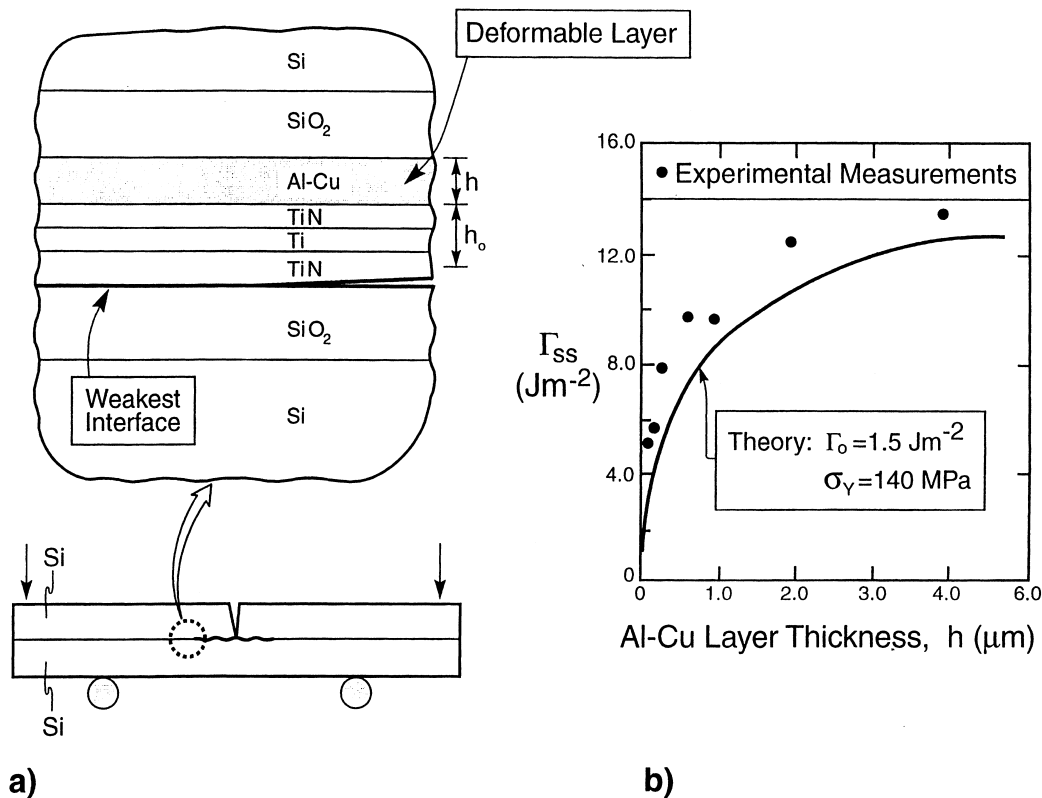 Deformable Layer
Si
SiO₂
Al-Cu
h
TiN
Ti
hₒ
TiN
SiO₂
Weakest
Interface
Si
Si
Si
a)
16.0
12.0
8.0
4.0
0
● Experimental Measurements
Γss
(Jm⁻²)
Theory: Γₒ=1.5 Jm⁻²
σY=140 MPa
0 1.0 2.0 3.0 4.0 5.0 6.0
Al-Cu Layer Thickness, h (μm)
b)